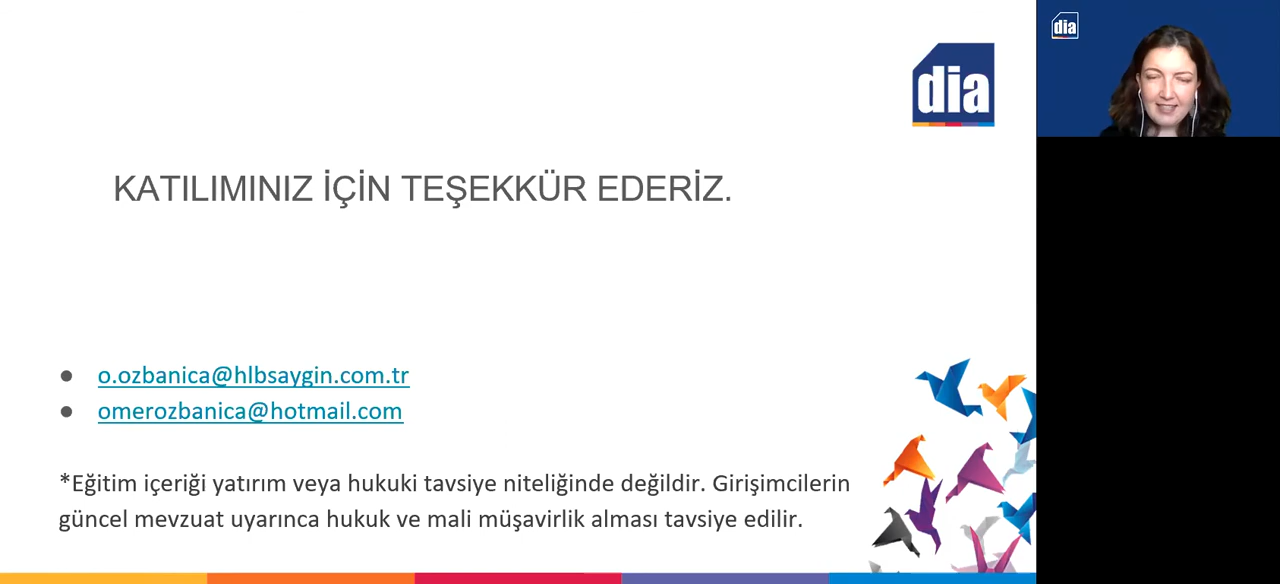 dia
dia
KATILIMINIZ İÇİN TEŞEKKÜR EDERİZ.
● o.ozbanica@hlbsaygin.com.tr
● omerozbanica@hotmail.com
*Eğitim içeriği yatırım veya hukuki tavsiye niteliğinde değildir. Girişimcilerin
güncel mevzuat uyarınca hukuk ve mali müşavirlik alması tavsiye edilir.